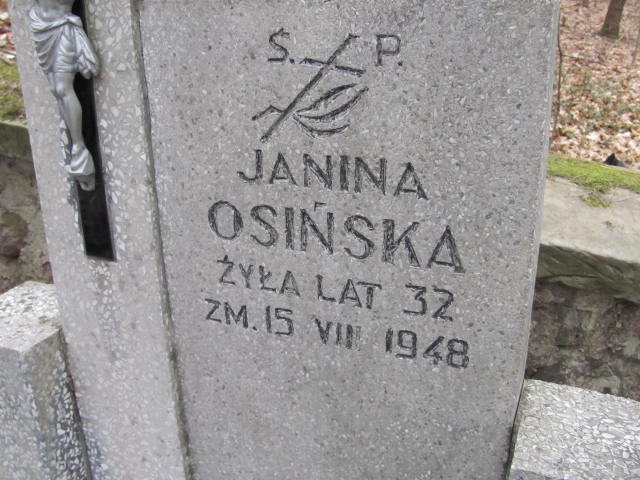 Ś. P.
JANINA
OSIŃSKA
ŻYŁA LAT 32
ZM. 15 VIII 1948